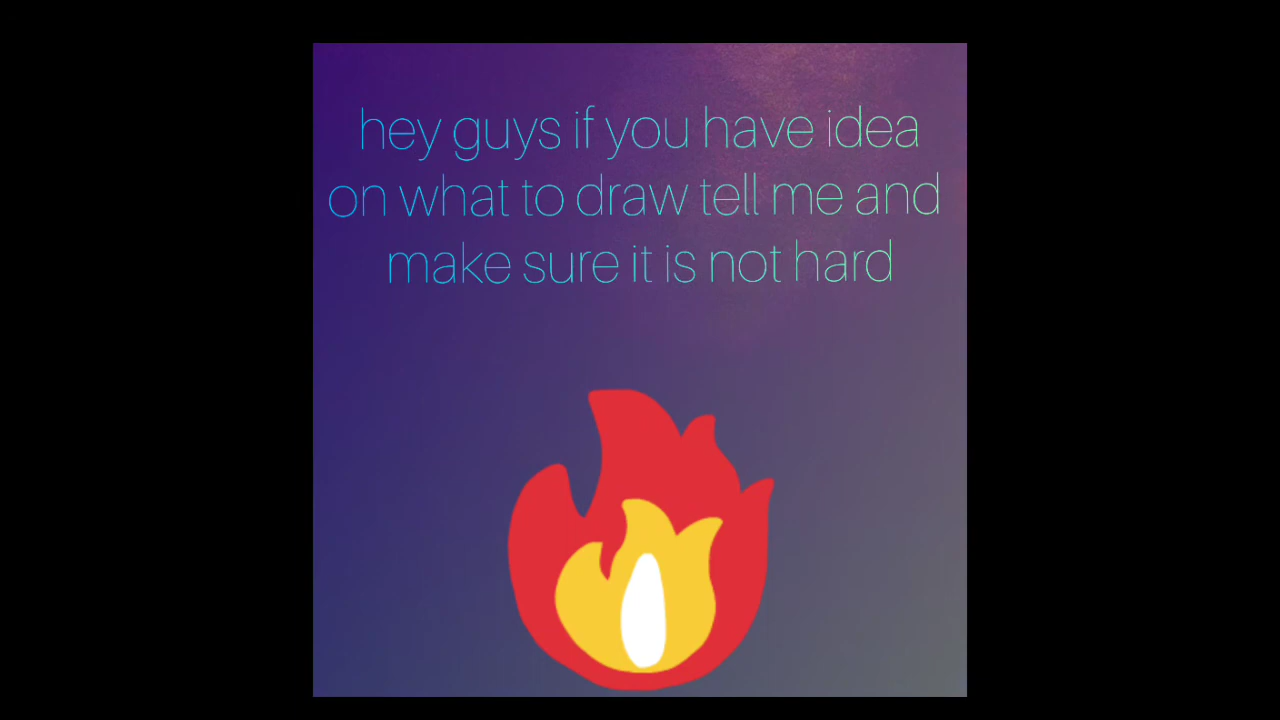 hey guys if you have idea
on what to draw tell me and
make sure it is not hard